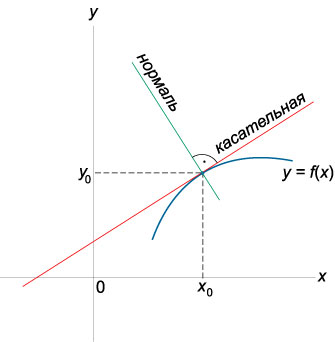 y
нормаль
касательная
y₀
y = f(x)
0
x₀
x